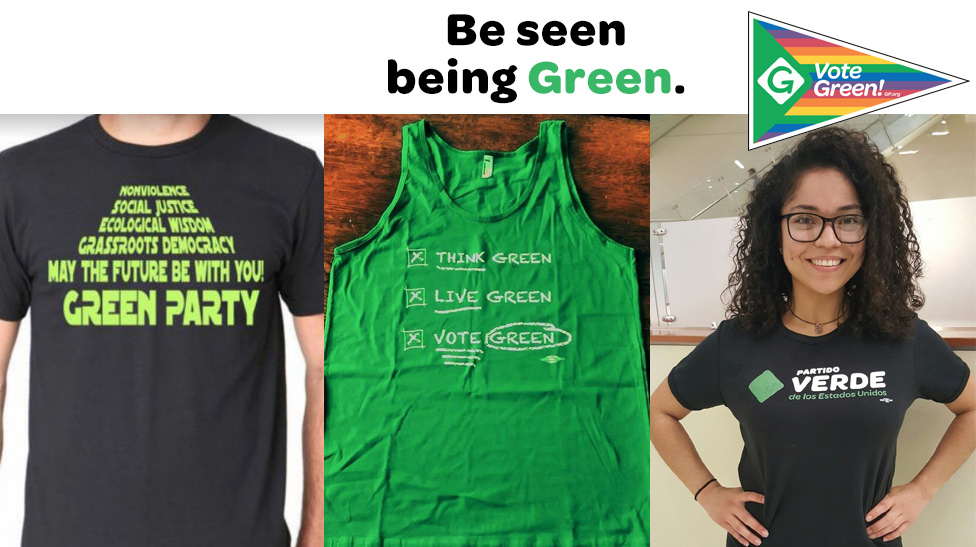 Be seen
being Green.
G
Vote
Green!
GP.org
NONVIOLENCE
SOCIAL JUSTICE
ECOLOGICAL WISDOM
GRASSROOTS DEMOCRACY
MAY THE FUTURE BE WITH YOU!
GREEN PARTY
THINK GREEN
LIVE GREEN
VOTE GREEN
PARTIDO
VERDE
de los Estados Unidos